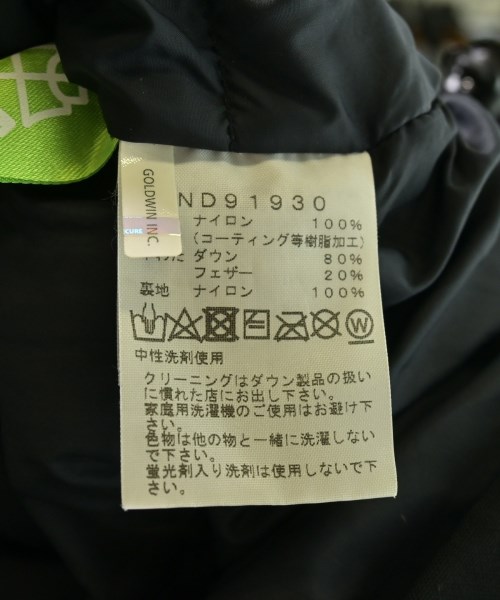 GOLDWIN INC.
CURE
ND91930
ナイロン 100%
(コーティング等樹脂加工)
わた ダウン 80%
フェザー 20%
裏地 ナイロン 100%
W
中性洗剤使用
クリーニングはダウン製品の扱い
に慣れた店にお出し下さい。
家庭用洗濯機のご使用はお避け下
さい。
色物は他の物と一緒に洗濯しない
で下さい。
蛍光剤入り洗剤は使用しないで下
さい。